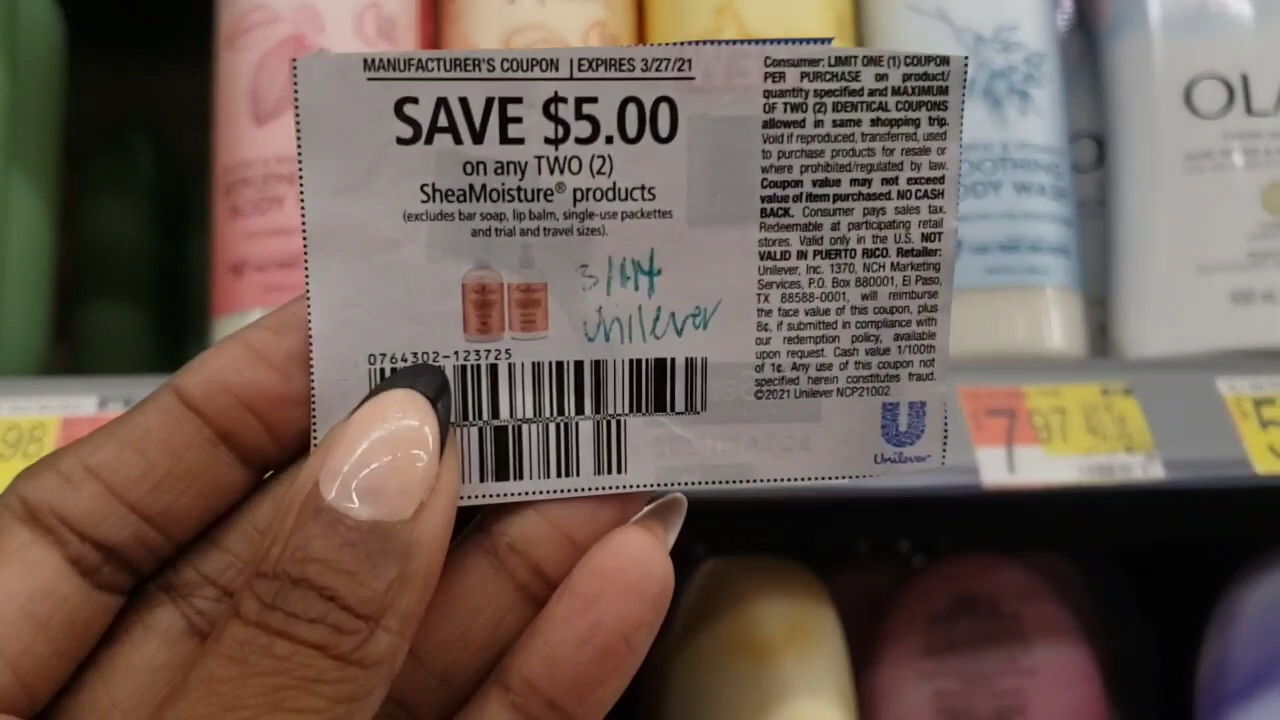 MANUFACTURER'S COUPON | EXPIRES 3/27/21
SAVE $5.00
on any TWO (2)
SheaMoisture® products
(excludes bar soap, lip balm, single-use packettes
and trial and travel sizes).
3/14
unilever
0764302-123725
Consumer: LIMIT ONE (1) COUPON
PER PURCHASE on product/
quantity specified and MAXIMUM
OF TWO (2) IDENTICAL COUPONS
allowed in same shopping trip.
Void if reproduced, transferred, used
to purchase products for resale or
where prohibited/regulated by law.
Coupon value may not exceed
value of item purchased. NO CASH
BACK. Consumer pays sales tax.
Redeemable at participating retail
stores. Valid only in the U.S. NOT
VALID IN PUERTO RICO. Retailer:
Unilever, Inc. 1370, NCH Marketing
Services, P.O. Box 880001, El Paso,
TX 88588-0001, will reimburse
the face value of this coupon, plus
8¢, if submitted in compliance with
our redemption policy, available
upon request. Cash value 1/100th
of 1¢. Any use of this coupon not
specified herein constitutes fraud.
©2021 Unilever NCP21002
U
Unilever
OLA
BODY
OOTHING
DY WASH
.98
$7.97
$5